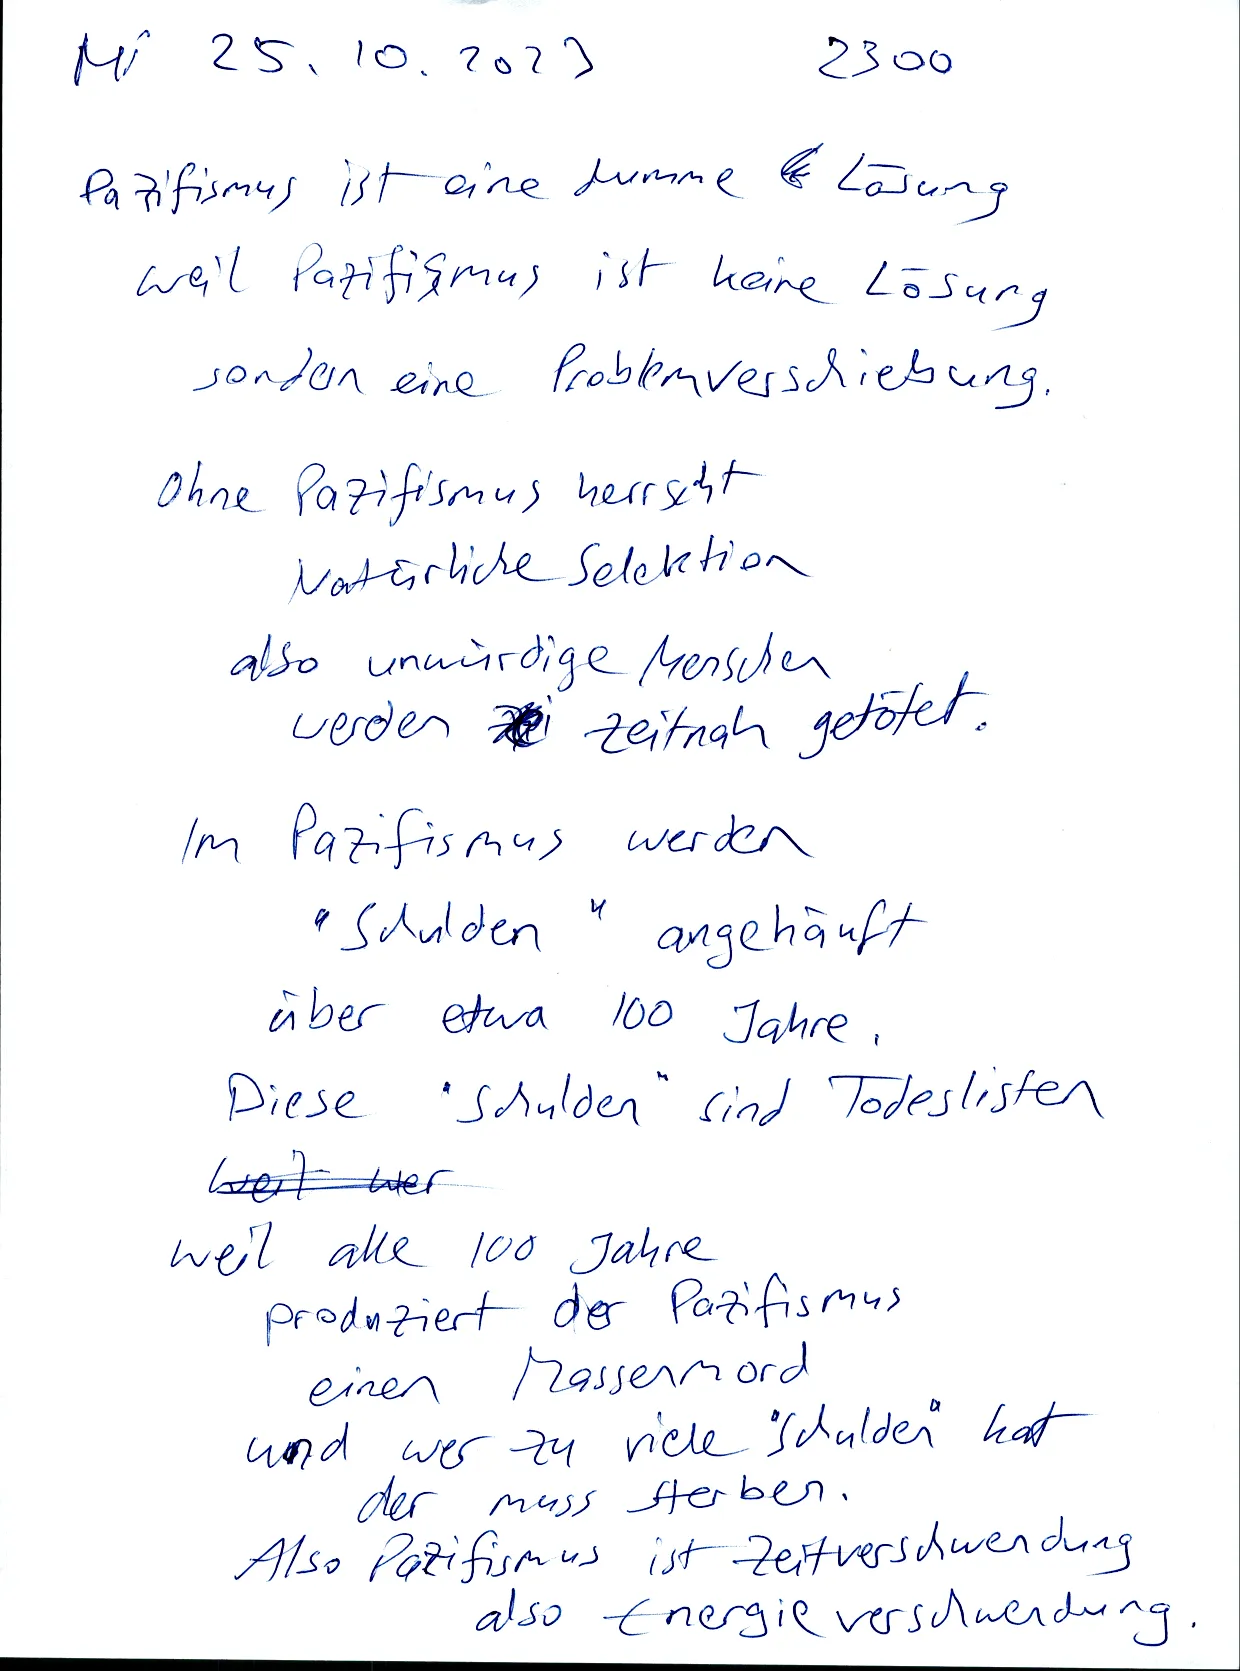 Mi 25.10.2023 2300
Pazifismus ist eine dumme Lösung
weil Pazifismus ist keine Lösung
sondern eine Problemverschiebung.
Ohne Pazifismus herrscht
Natürliche Selektion
also unwürdige Menschen
werden zeitnah getötet.
Im Pazifismus werden
"Schulden" angehäuft
über etwa 100 Jahre.
Diese "Schulden" sind Todeslisten
weil wer
weil alle 100 Jahre
produziert der Pazifismus
einen Massenmord
und wer zu viele "Schulden" hat
der muss sterben.
Also Pazifismus ist Zeitverschwendung
also Energieverschwendung.